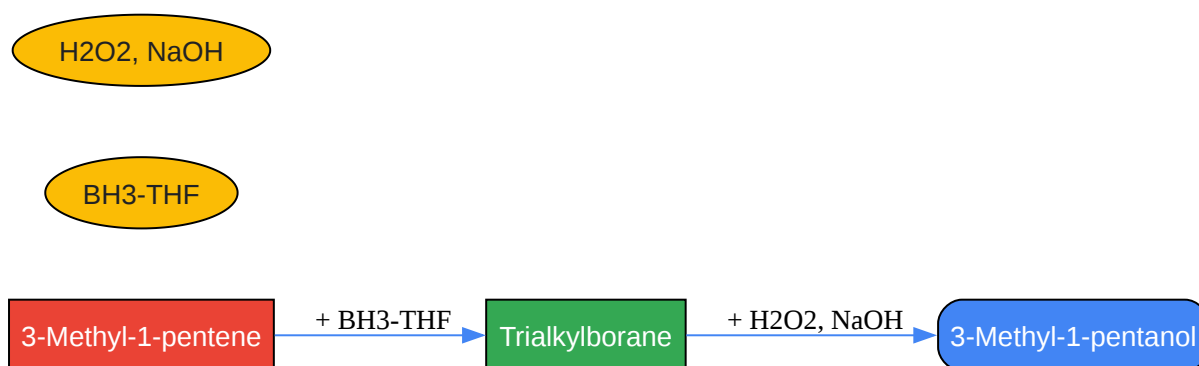 H2O2, NaOH
BH3-THF
3-Methyl-1-pentene
+ BH3-THF
Trialkylborane
+ H2O2, NaOH
3-Methyl-1-pentanol